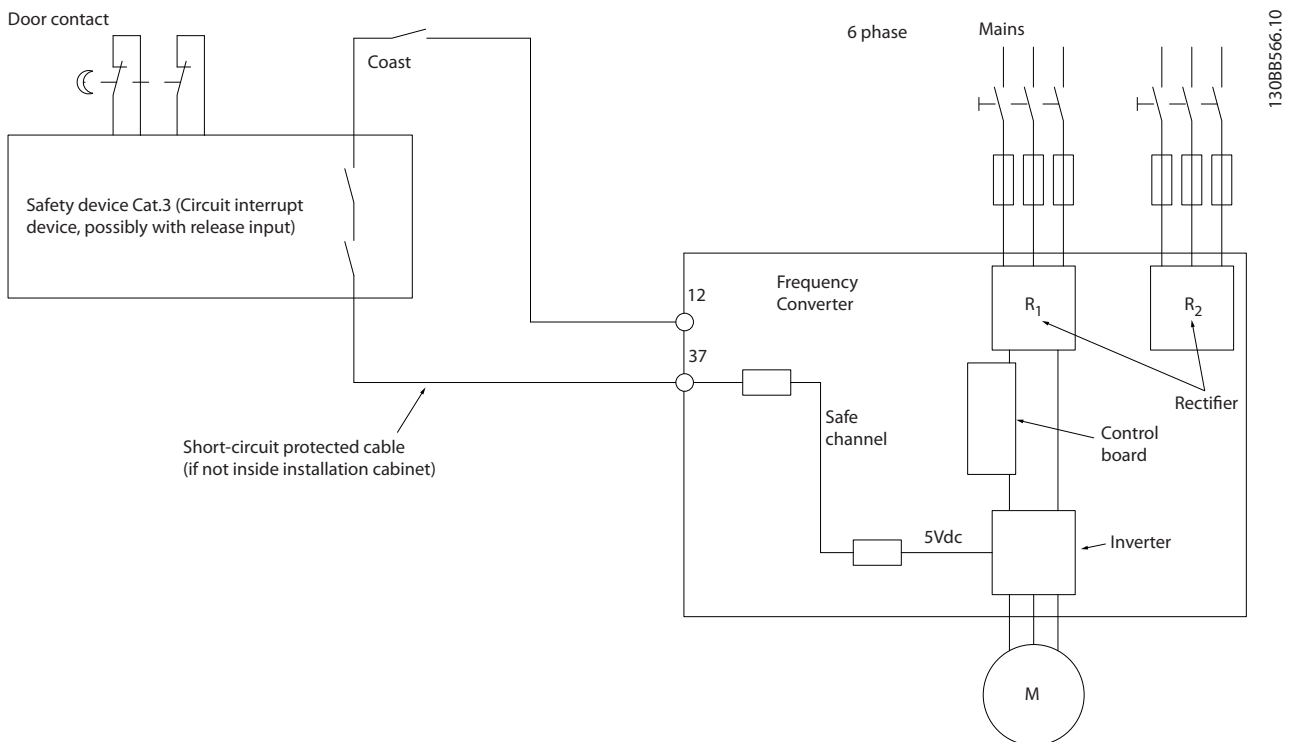 Door contact
Coast
6 phase
Mains
130BB566.10
Safety device Cat.3 (Circuit interrupt
device, possibly with release input)
12
Frequency
Converter
R1
R2
37
Rectifier
Safe
channel
Control
board
Short-circuit protected cable
(if not inside installation cabinet)
5Vdc
Inverter
M